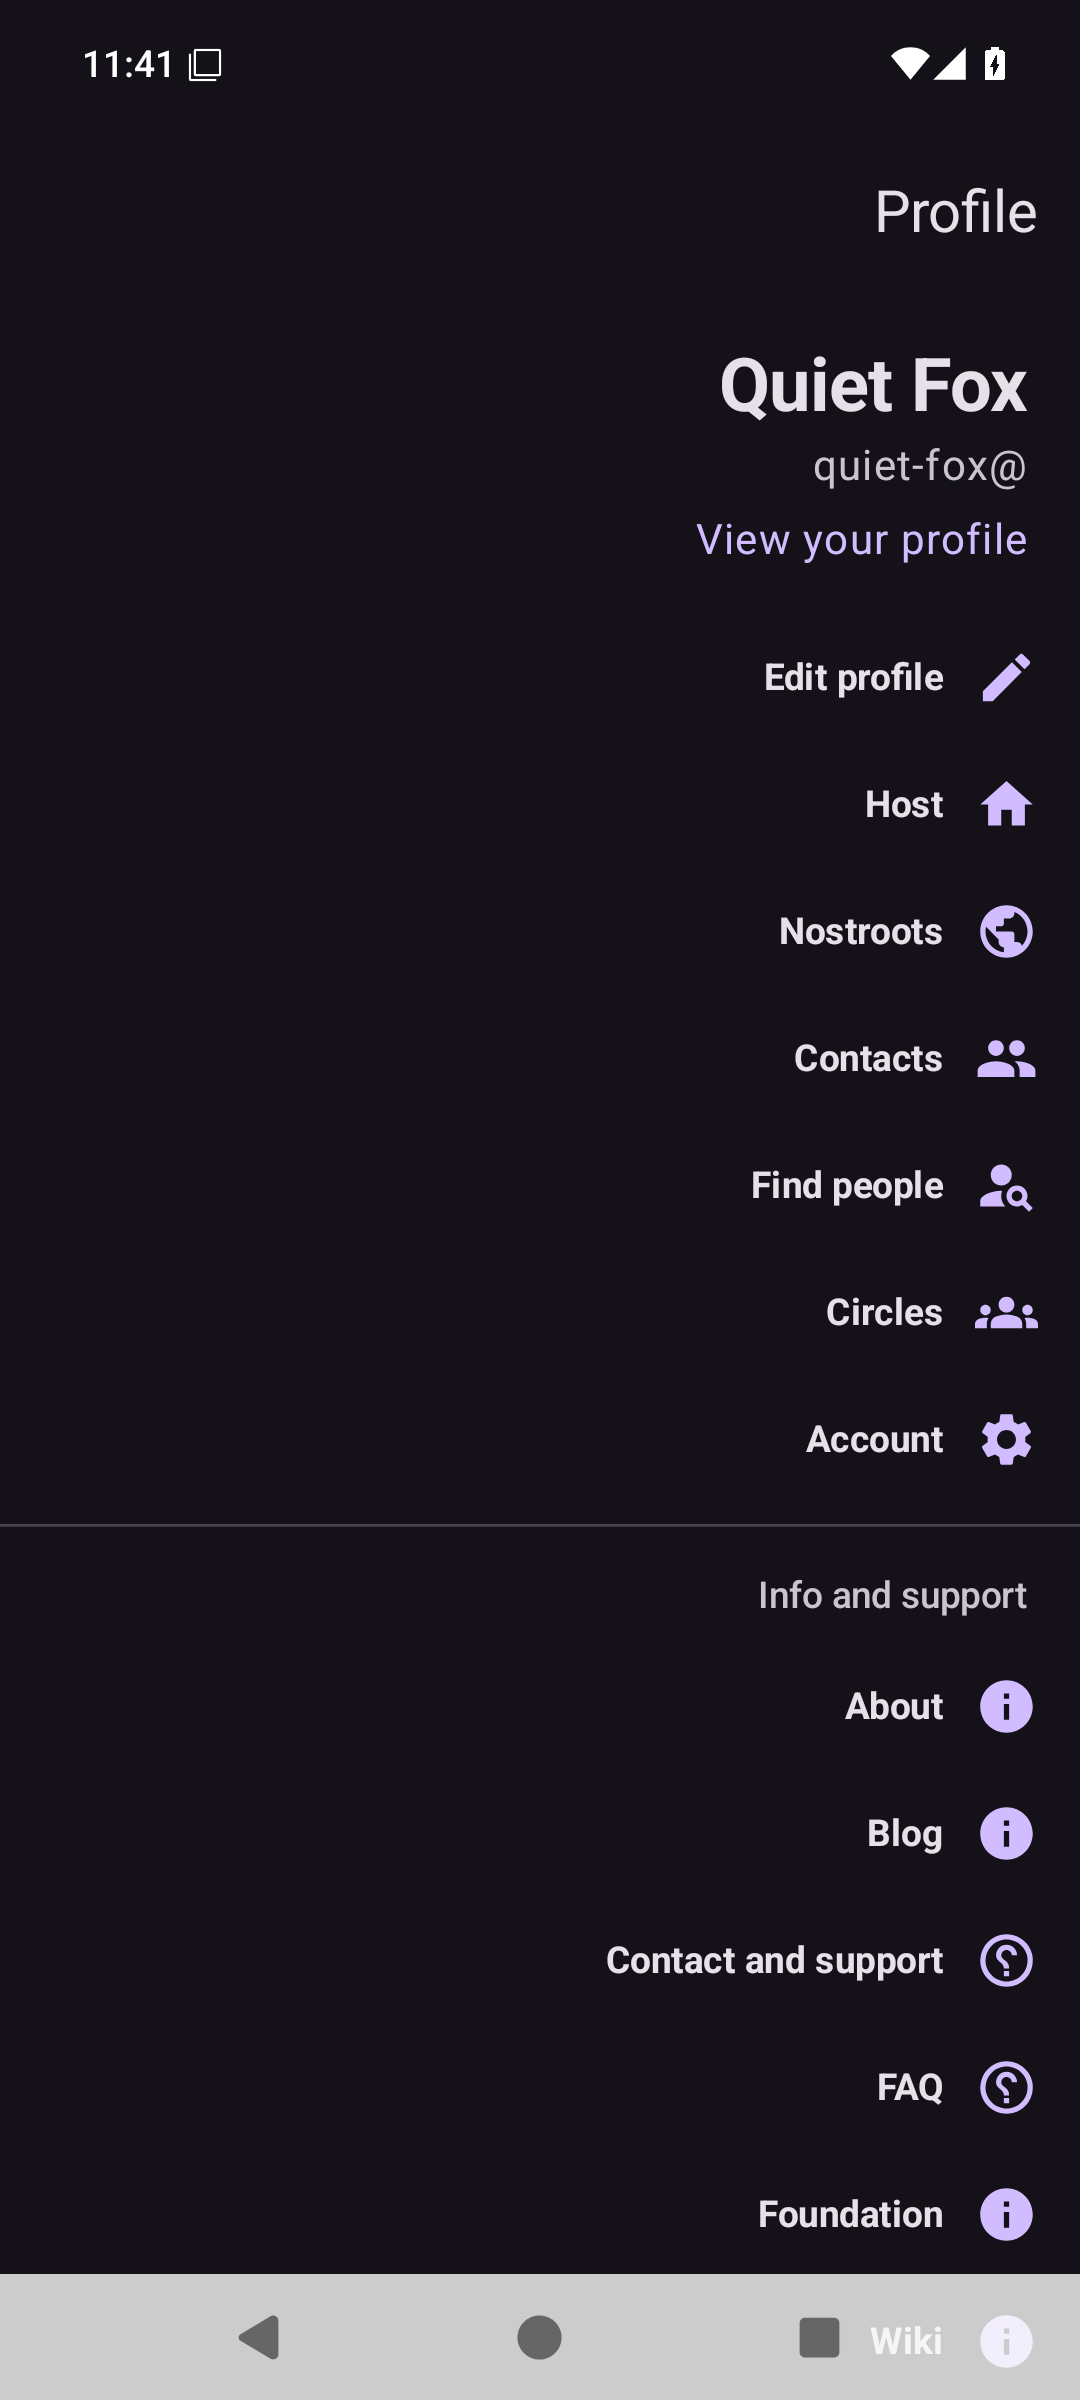 11:41
Profile
Quiet Fox
quiet-fox@
View your profile
Edit profile
Host
Nostroots
Contacts
Find people
Circles
Account
Info and support
About
Blog
Contact and support
FAQ
Foundation
Wiki